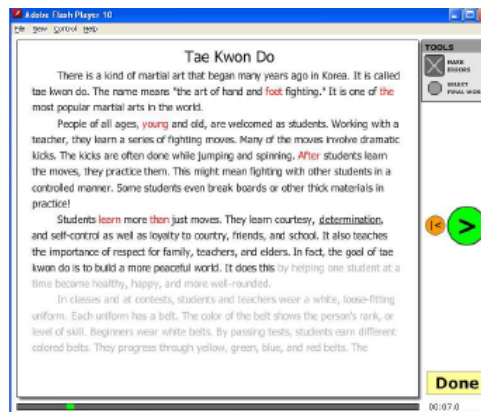 Adobe Flash Player 10
File View Control Help
Tae Kwon Do
There is a kind of martial art that began many years ago in Korea. It is called
tae kwon do. The name means "the art of hand and foot fighting." It is one of the
most popular martial arts in the world.
People of all ages, young and old, are welcomed as students. Working with a
teacher, they learn a series of fighting moves. Many of the moves involve dramatic
kicks. The kicks are often done while jumping and spinning. After students learn
the moves, they practice them. This might mean fighting with other students in a
controlled manner. Some students even break boards or other thick materials in
practice!
Students learn more than just moves. They learn courtesy, determination,
and self-control as well as loyalty to country, friends, and school. It also teaches
the importance of respect for family, teachers, and elders. In fact, the goal of tae
kwon do is to build a more peaceful world. It does this by helping one student at a
time become healthy, happy, and more well-rounded.
In classes and at contests, students and teachers wear a white, loose-fitting
uniform. Each uniform has a belt. The color of the belt shows the person's rank, or
level of skill. Beginners wear white belts. By passing tests, students earn different
colored belts. They progress through yellow, green, blue, and red belts. The
TOOLS
MARK
ERRORS
SELECT
FINAL WORD
Done
00:07.0